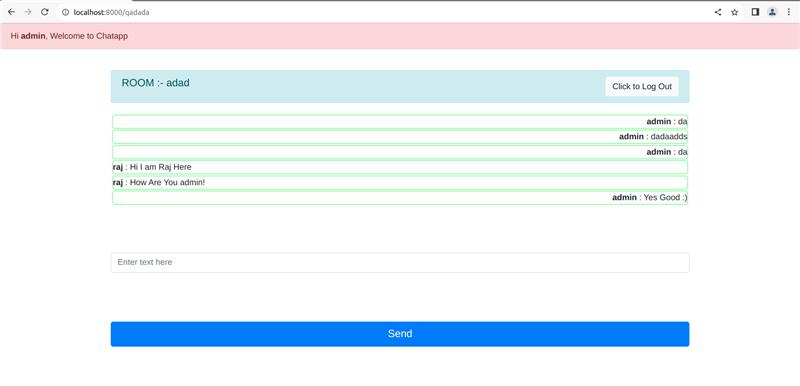 localhost:8000/qadada
Hi admin, Welcome to Chatapp
ROOM :- adad
Click to Log Out
admin : da
admin : dadaadds
admin : da
raj : Hi I am Raj Here
raj : How Are You admin!
admin : Yes Good :)
Enter text here
Send